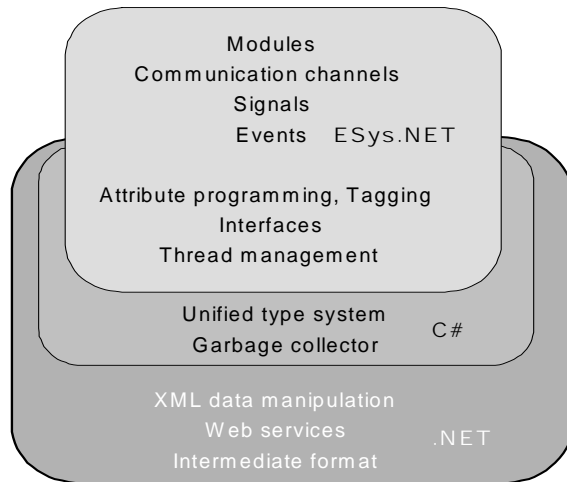 Modules
Communication channels
Signals
Events ESys.NET
Attribute programming, Tagging
Interfaces
Thread management
Unified type system
C#
Garbage collector
XML data manipulation
Web services
.NET
Intermediate format